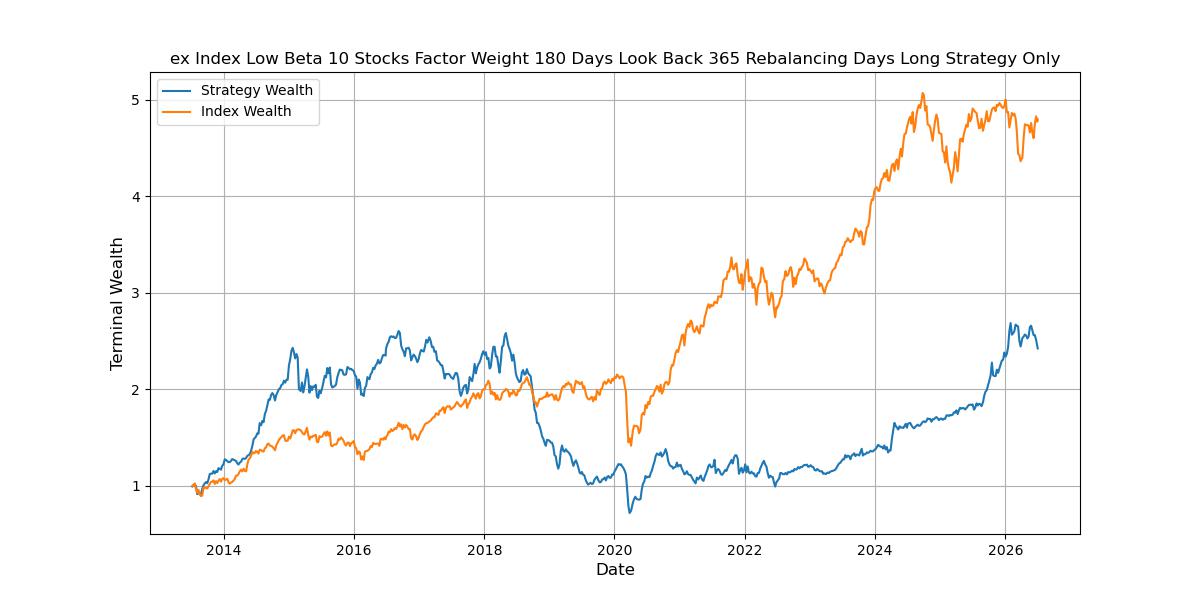 ex Index Low Beta 10 Stocks Factor Weight 180 Days Look Back 365 Rebalancing Days Long Strategy Only
Strategy Wealth
Index Wealth
Terminal Wealth
5
4
3
2
1
2014 2016 2018 2020 2022 2024 2026
Date